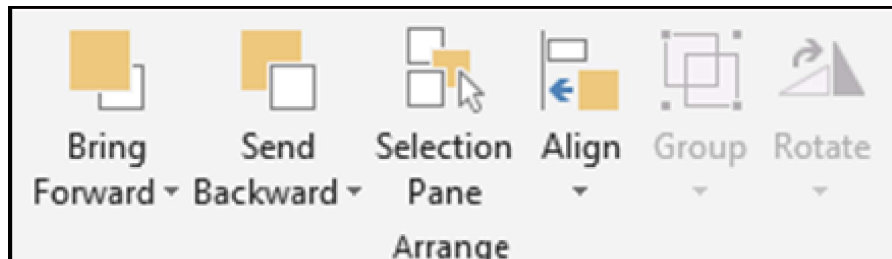 Bring Send Selection Align Group Rotate
Forward Backward Pane
Arrange